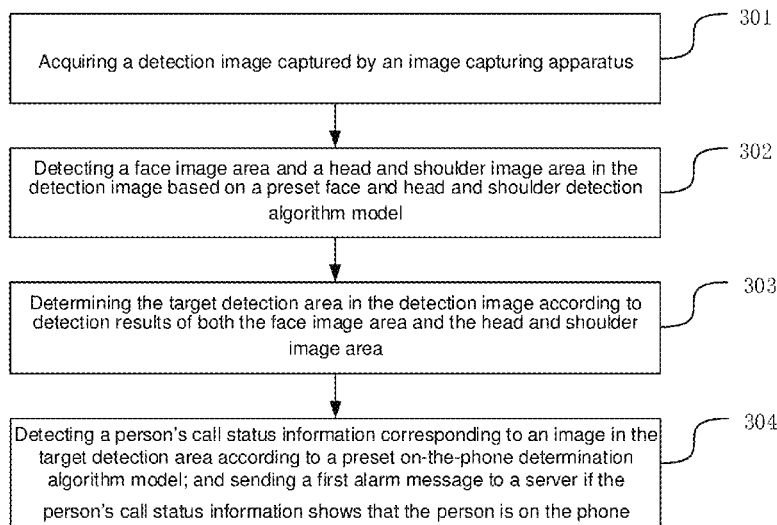 301
Acquiring a detection image captured by an image capturing apparatus
302
Detecting a face image area and a head and shoulder image area in the
detection image based on a preset face and head and shoulder detection
algorithm model
303
Determining the target detection area in the detection image according to
detection results of both the face image area and the head and shoulder
image area
304
Detecting a person's call status information corresponding to an image in the
target detection area according to a preset on-the-phone determination
algorithm model; and sending a first alarm message to a server if the
person's call status information shows that the person is on the phone